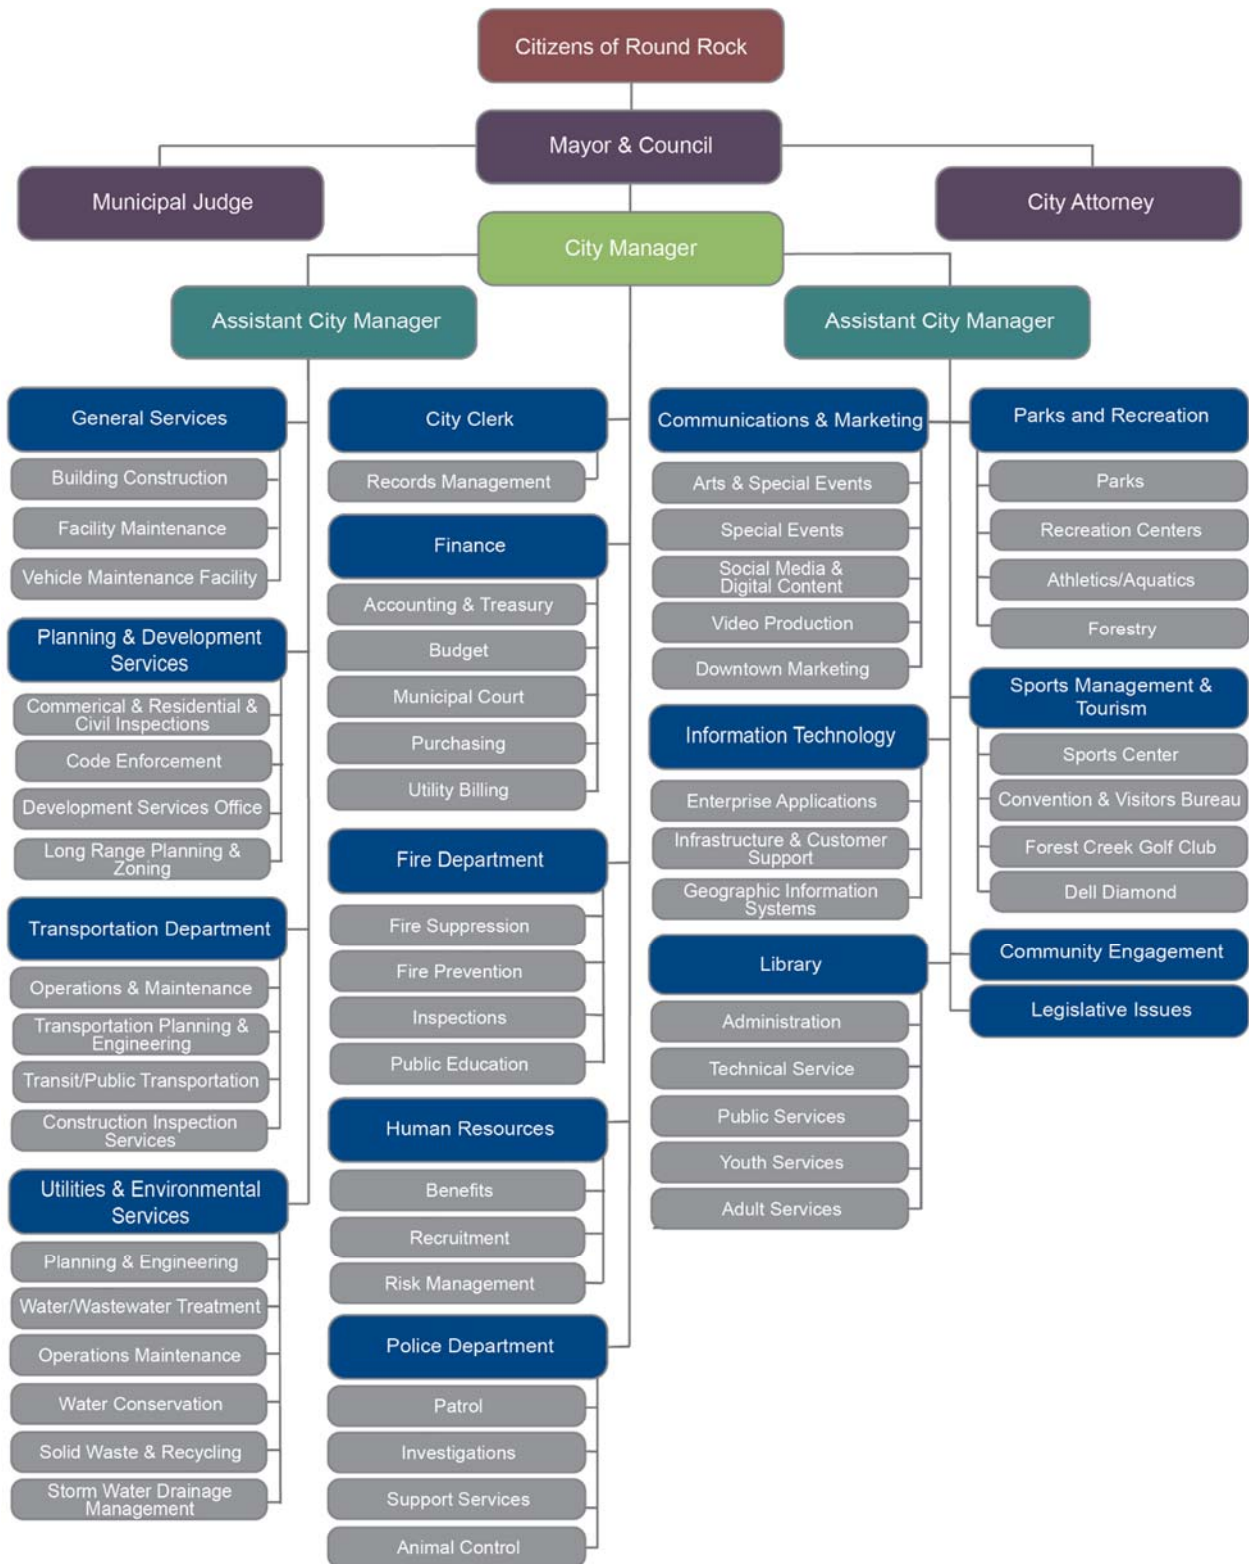 Citizens of Round Rock
Mayor & Council
Municipal Judge
City Attorney
City Manager
Assistant City Manager
Assistant City Manager
General Services
Building Construction
Facility Maintenance
Vehicle Maintenance Facility
Planning & Development
Services
Commerical & Residential &
Civil Inspections
Code Enforcement
Development Services Office
Long Range Planning &
Zoning
Transportation Department
Operations & Maintenance
Transportation Planning &
Engineering
Transit/Public Transportation
Construction Inspection
Services
Utilities & Environmental
Services
Planning & Engineering
Water/Wastewater Treatment
Operations Maintenance
Water Conservation
Solid Waste & Recycling
Storm Water Drainage
Management
City Clerk
Records Management
Finance
Accounting & Treasury
Budget
Municipal Court
Purchasing
Utility Billing
Fire Department
Fire Suppression
Fire Prevention
Inspections
Public Education
Human Resources
Benefits
Recruitment
Risk Management
Police Department
Patrol
Investigations
Support Services
Animal Control
Communications & Marketing
Arts & Special Events
Special Events
Social Media &
Digital Content
Video Production
Downtown Marketing
Information Technology
Enterprise Applications
Infrastructure & Customer
Support
Geographic Information
Systems
Library
Administration
Technical Service
Public Services
Youth Services
Adult Services
Parks and Recreation
Parks
Recreation Centers
Athletics/Aquatics
Forestry
Sports Management &
Tourism
Sports Center
Convention & Visitors Bureau
Forest Creek Golf Club
Dell Diamond
Community Engagement
Legislative Issues